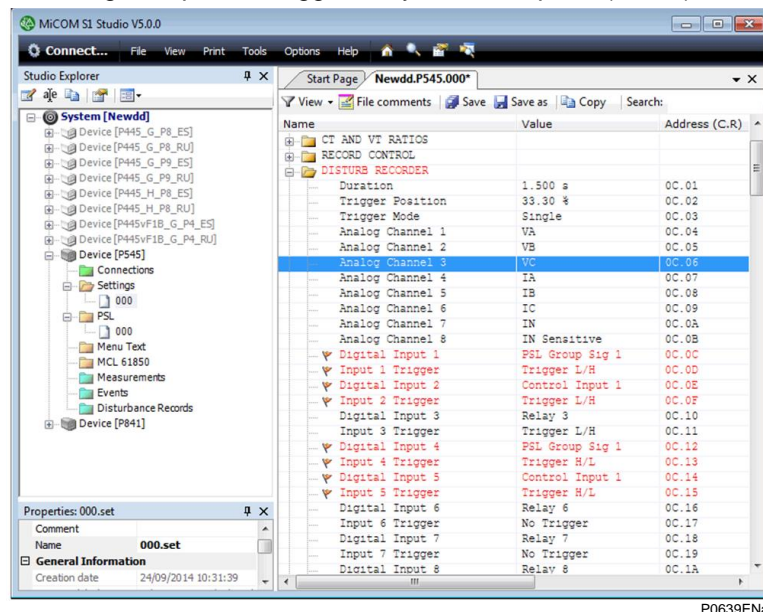 MiCOM S1 Studio V5.0.0
Connect... File View Print Tools Options Help
Studio Explorer
Start Page Newdd.P545.000*
View File comments Save Save as Copy Search:
System [Newdd]
Device [P445_G_P8_ES]
Device [P445_G_P8_RU]
Device [P445_G_P9_ES]
Device [P445_G_P9_RU]
Device [P445_H_P8_ES]
Device [P445_H_P8_RU]
Device [P445vF1B_G_P4_ES]
Device [P445vF1B_G_P4_RU]
Device [P545]
Connections
Settings
000
PSL
000
Menu Text
MCL 61850
Measurements
Events
Disturbance Records
Device [P841]
Properties: 000.set
Comment
Name 000.set
General Information
Creation date 24/09/2014 10:31:39
Name Value Address (C.R)
CT AND VT RATIOS
RECORD CONTROL
DISTURB RECORDER
Duration 1.500 s 0C.01
Trigger Position 33.30 % 0C.02
Trigger Mode Single 0C.03
Analog Channel 1 VA 0C.04
Analog Channel 2 VB 0C.05
Analog Channel 3 VC 0C.06
Analog Channel 4 IA 0C.07
Analog Channel 5 IB 0C.08
Analog Channel 6 IC 0C.09
Analog Channel 7 IN 0C.0A
Analog Channel 8 IN Sensitive 0C.0B
Digital Input 1 PSL Group Sig 1 0C.0C
Input 1 Trigger Trigger L/H 0C.0D
Digital Input 2 Control Input 1 0C.0E
Input 2 Trigger Trigger L/H 0C.0F
Digital Input 3 Relay 3 0C.10
Input 3 Trigger Trigger L/H 0C.11
Digital Input 4 PSL Group Sig 1 0C.12
Input 4 Trigger Trigger H/L 0C.13
Digital Input 5 Control Input 1 0C.14
Input 5 Trigger Trigger H/L 0C.15
Digital Input 6 Relay 6 0C.16
Input 6 Trigger No Trigger 0C.17
Digital Input 7 Relay 7 0C.18
Input 7 Trigger No Trigger 0C.19
Digital Input 8 Relay 8 0C.1A